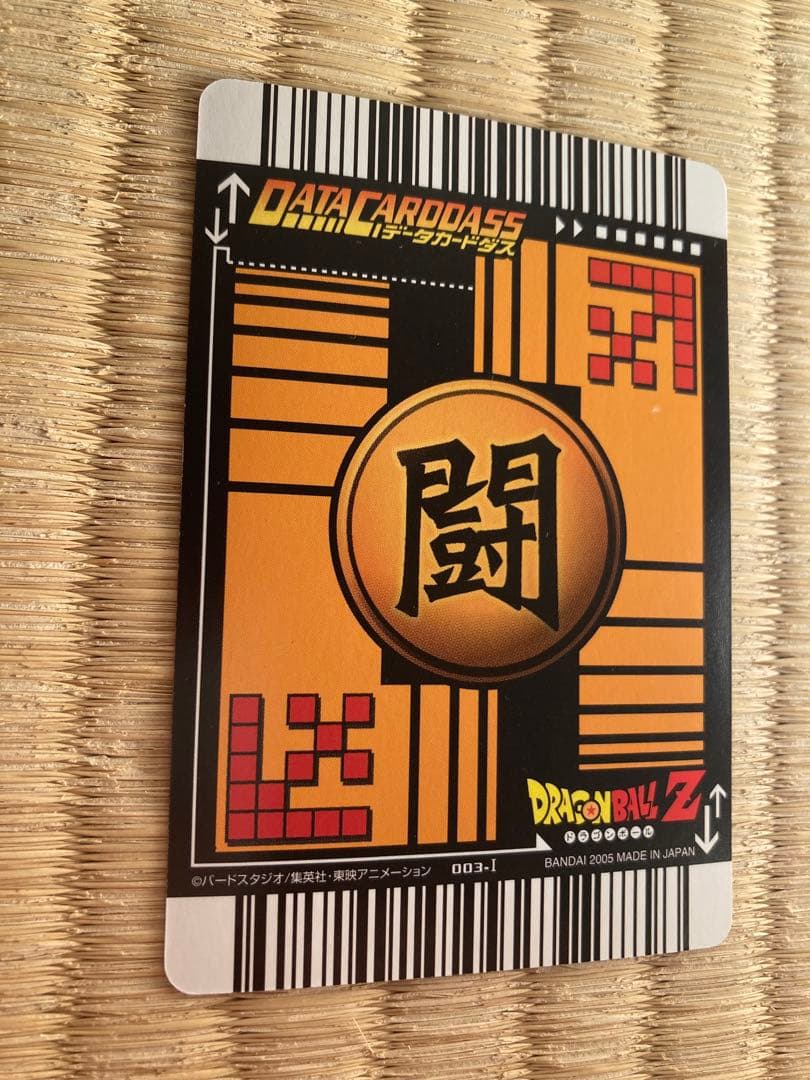 DATA CARDDASS
データカードダス
闘
DRAGON BALL Z
ドラゴンボール
BANDAI 2005 MADE IN JAPAN
©バードスタジオ/集英社・東映アニメーション 003-I